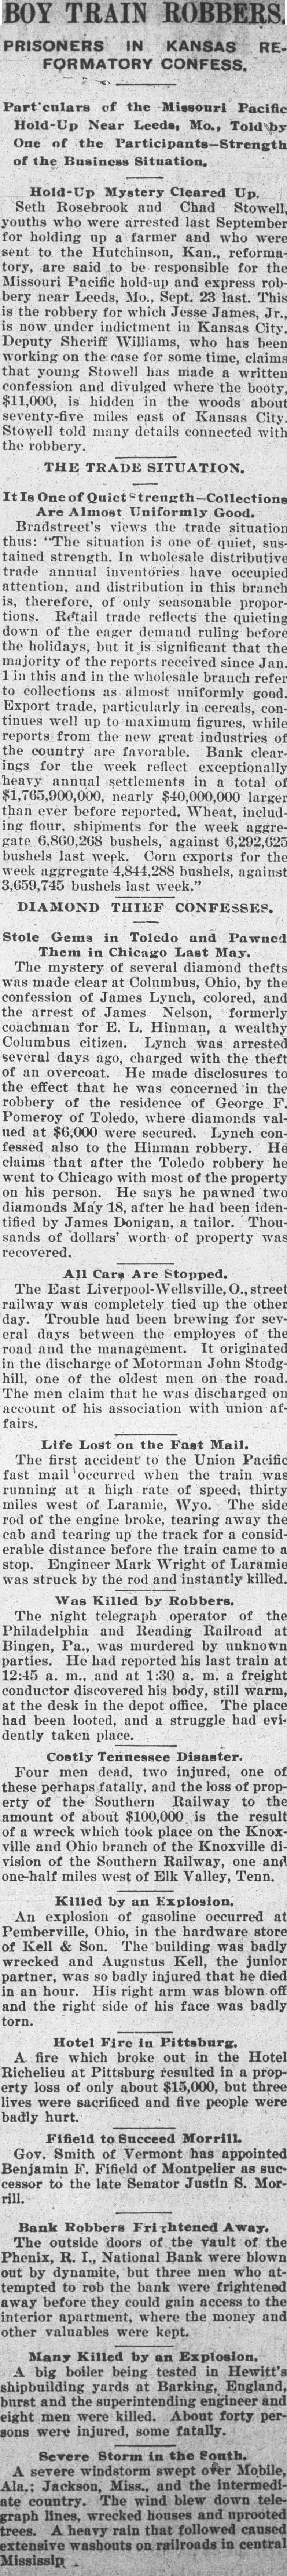 BOY TRAIN ROBBERS.
PRISONERS IN KANSAS RE-
FORMATORY CONFESS.
Particulars of the Missouri Pacific
Hold-Up Near Leeds, Mo., Told by
One of the Participants—Strength
of the Business Situation.
Hold-Up Mystery Cleared Up.
Seth Rosebrook and Chad Stowell,
youths who were arrested last September
for holding up a farmer and who were
sent to the Hutchinson, Kan., reforma-
tory, are said to be responsible for the
Missouri Pacific hold-up and express rob-
bery near Leeds, Mo., Sept. 23 last. This
is the robbery for which Jesse James, Jr.,
is now under indictment in Kansas City.
Deputy Sheriff Williams, who has been
working on the case for some time, claims
that young Stowell has made a written
confession and divulged where the booty,
$11,000, is hidden in the woods about
seventy-five miles east of Kansas City.
Stowell told many details connected with
the robbery.
THE TRADE SITUATION.
It Is One of Quiet Strength—Collections
Are Almost Uniformly Good.
Bradstreet's views the trade situation
thus: "The situation is one of quiet, sus-
tained strength. In wholesale distributive
trade annual inventories have occupied
attention, and distribution in this branch
is, therefore, of only seasonable propor-
tions. Retail trade reflects the quieting
down of the eager demand ruling before
the holidays, but it is significant that the
majority of the reports received since Jan.
1 in this and in the wholesale branch refer
to collections as almost uniformly good.
Export trade, particularly in cereals, con-
tinues well up to maximum figures, while
reports from the new great industries of
the country are favorable. Bank clear-
ings for the week reflect exceptionally
heavy annual settlements in a total of
$1,765,900,000, nearly $40,000,000 larger
than ever before reported. Wheat, includ-
ing flour, shipments for the week aggre-
gate 6,860,268 bushels, against 6,292,625
bushels last week. Corn exports for the
week aggregate 4,844,288 bushels, against
3,659,745 bushels last week."
DIAMOND THIEF CONFESSES.
Stole Gems in Toledo and Pawned
Them in Chicago Last May.
The mystery of several diamond thefts
was made clear at Columbus, Ohio, by the
confession of James Lynch, colored, and
the arrest of James Nelson, formerly
coachman for E. L. Hinman, a wealthy
Columbus citizen. Lynch was arrested
several days ago, charged with the theft
of an overcoat. He made disclosures to
the effect that he was concerned in the
robbery of the residence of George F.
Pomeroy of Toledo, where diamonds val-
ued at $6,000 were secured. Lynch con-
fessed also to the Hinman robbery. He
claims that after the Toledo robbery he
went to Chicago with most of the property
on his person. He says he pawned two
diamonds May 18, after he had been iden-
tified by James Donigan, a tailor. Thou-
sands of dollars' worth of property was
recovered.
All Cars Are Stopped.
The East Liverpool-Wellsville, O., street
railway was completely tied up the other
day. Trouble had been brewing for sev-
eral days between the employes of the
road and the management. It originated
in the discharge of Motorman John Stodg-
hill, one of the oldest men on the road.
The men claim that he was discharged on
account of his association with union af-
fairs.
Life Lost on the Fast Mail.
The first accident to the Union Pacific
fast mail occurred when the train was
running at a high rate of speed, thirty
miles west of Laramie, Wyo. The side
rod of the engine broke, tearing away the
cab and tearing up the track for a consid-
erable distance before the train came to a
stop. Engineer Mark Wright of Laramie
was struck by the rod and instantly killed.
Was Killed by Robbers.
The night telegraph operator of the
Philadelphia and Reading Railroad at
Bingen, Pa., was murdered by unknown
parties. He had reported his last train at
12:45 a. m., and at 1:30 a. m. a freight
conductor discovered his body, still warm,
at the desk in the depot office. The place
had been looted, and a struggle had evi-
dently taken place.
Costly Tennessee Disaster.
Four men dead, two injured, one of
these perhaps fatally, and the loss of prop-
erty of the Southern Railway to the
amount of about $100,000 is the result
of a wreck which took place on the Knox-
ville and Ohio branch of the Knoxville di-
vision of the Southern Railway, one and
one-half miles west of Elk Valley, Tenn.
Killed by an Explosion.
An explosion of gasoline occurred at
Pemberville, Ohio, in the hardware store
of Kell & Son. The building was badly
wrecked and Augustus Kell, the junior
partner, was so badly injured that he died
in an hour. His right arm was blown off
and the right side of his face was badly
torn.
Hotel Fire in Pittsburg.
A fire which broke out in the Hotel
Richelieu at Pittsburg resulted in a prop-
erty loss of only about $15,000, but three
lives were sacrificed and five people were
badly hurt.
Fifield to Succeed Morrill.
Gov. Smith of Vermont has appointed
Benjamin F. Fifield of Montpelier as suc-
cessor to the late Senator Justin S. Mor-
rill.
Bank Robbers Frightened Away.
The outside doors of the vault of the
Phenix, R. I., National Bank were blown
out by dynamite, but three men who at-
tempted to rob the bank were frightened
away before they could gain access to the
interior apartment, where the money and
other valuables were kept.
Many Killed by an Explosion.
A big boiler being tested in Hewitt's
shipbuilding yards at Barking, England,
burst and the superintending engineer and
eight men were killed. About forty per-
sons were injured, some fatally.
Severe Storm in the South.
A severe windstorm swept over Mobile,
Ala.; Jackson, Miss., and the intermedi-
ate country. The wind blew down tele-
graph lines, wrecked houses and uprooted
trees. A heavy rain that followed caused
extensive washouts on railroads in central
Mississip